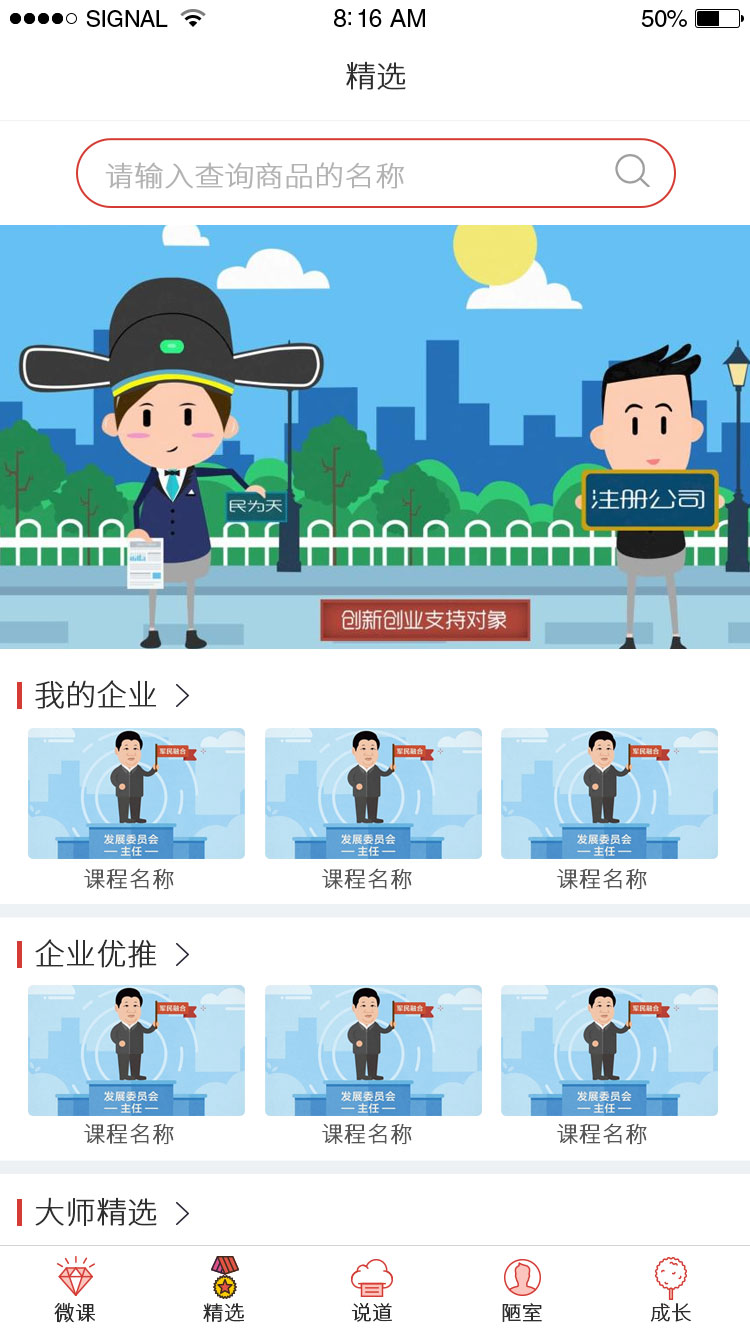 SIGNAL 8:16 AM 50%
精选
请输入查询商品的名称
民为天
注册公司
创新创业支持对象
我的企业
军民融合 军民融合 军民融合
发展委员会 发展委员会 发展委员会
主任 主任 主任
课程名称 课程名称 课程名称
企业优推
军民融合 军民融合 军民融合
发展委员会 发展委员会 发展委员会
主任 主任 主任
课程名称 课程名称 课程名称
大师精选
微课 精选 说道 陋室 成长